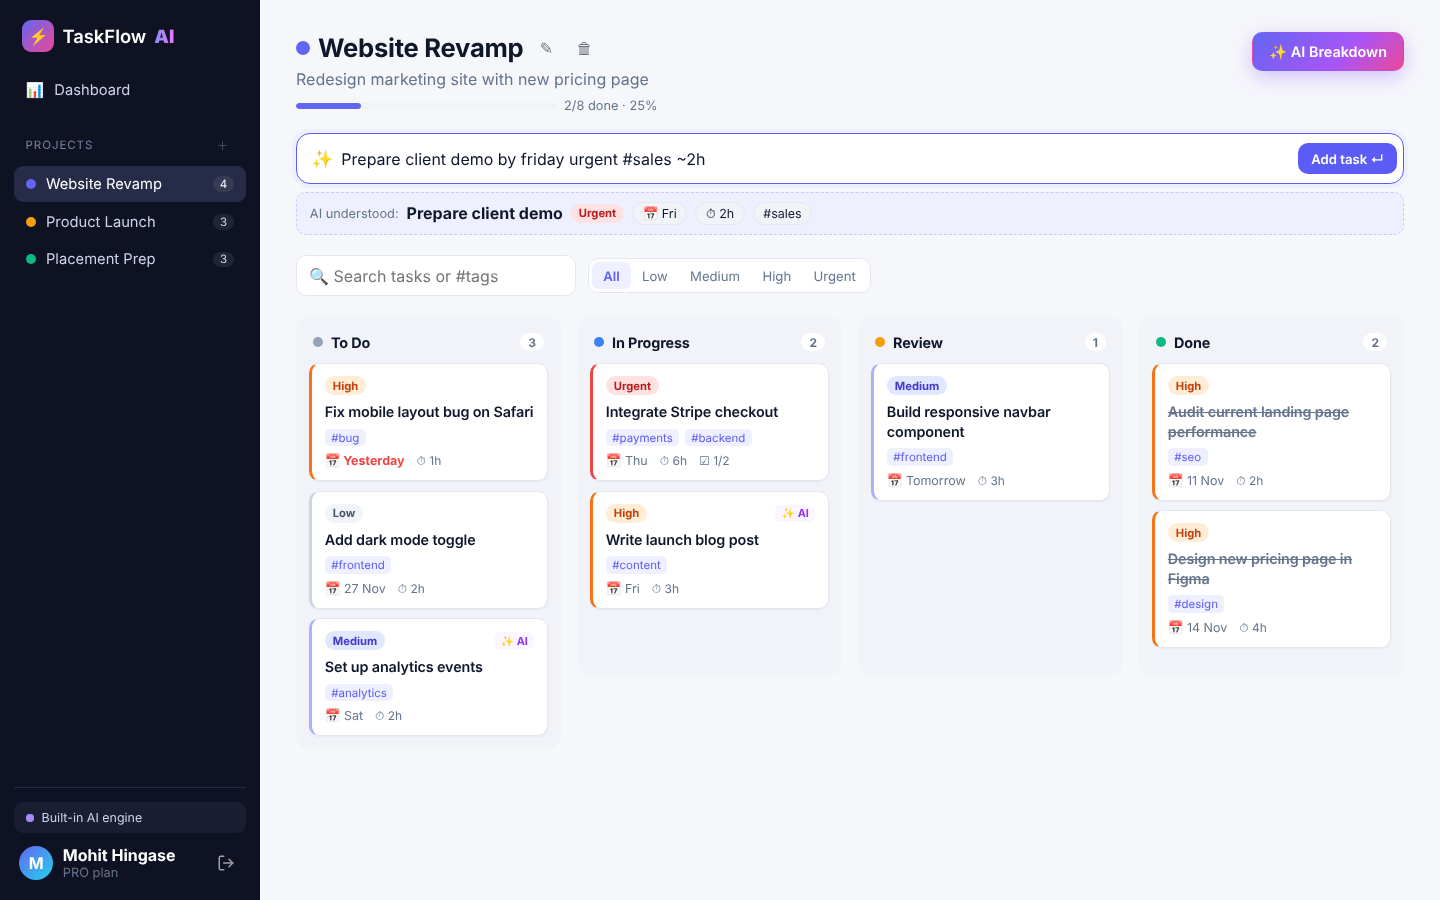 TaskFlow AI
Dashboard
PROJECTS +
Website Revamp 4
Product Launch 3
Placement Prep 3
Built-in AI engine
M
Mohit Hingase
PRO plan
Website Revamp
Redesign marketing site with new pricing page
2/8 done · 25%
✨ AI Breakdown
✨ Prepare client demo by friday urgent #sales ~2h
Add task ↵
AI understood: Prepare client demo Urgent 📅 Fri ⏱ 2h #sales
🔍 Search tasks or #tags
All Low Medium High Urgent
To Do 3
High
Fix mobile layout bug on Safari
#bug
📅 Yesterday ⏱ 1h
Low
Add dark mode toggle
#frontend
📅 27 Nov ⏱ 2h
Medium ✨ AI
Set up analytics events
#analytics
📅 Sat ⏱ 2h
In Progress 2
Urgent
Integrate Stripe checkout
#payments #backend
📅 Thu ⏱ 6h ☑ 1/2
High ✨ AI
Write launch blog post
#content
📅 Fri ⏱ 3h
Review 1
Medium
Build responsive navbar
component
#frontend
📅 Tomorrow ⏱ 3h
Done 2
High
Audit current landing page
performance
#seo
📅 11 Nov ⏱ 2h
High
Design new pricing page in
Figma
#design
📅 14 Nov ⏱ 4h